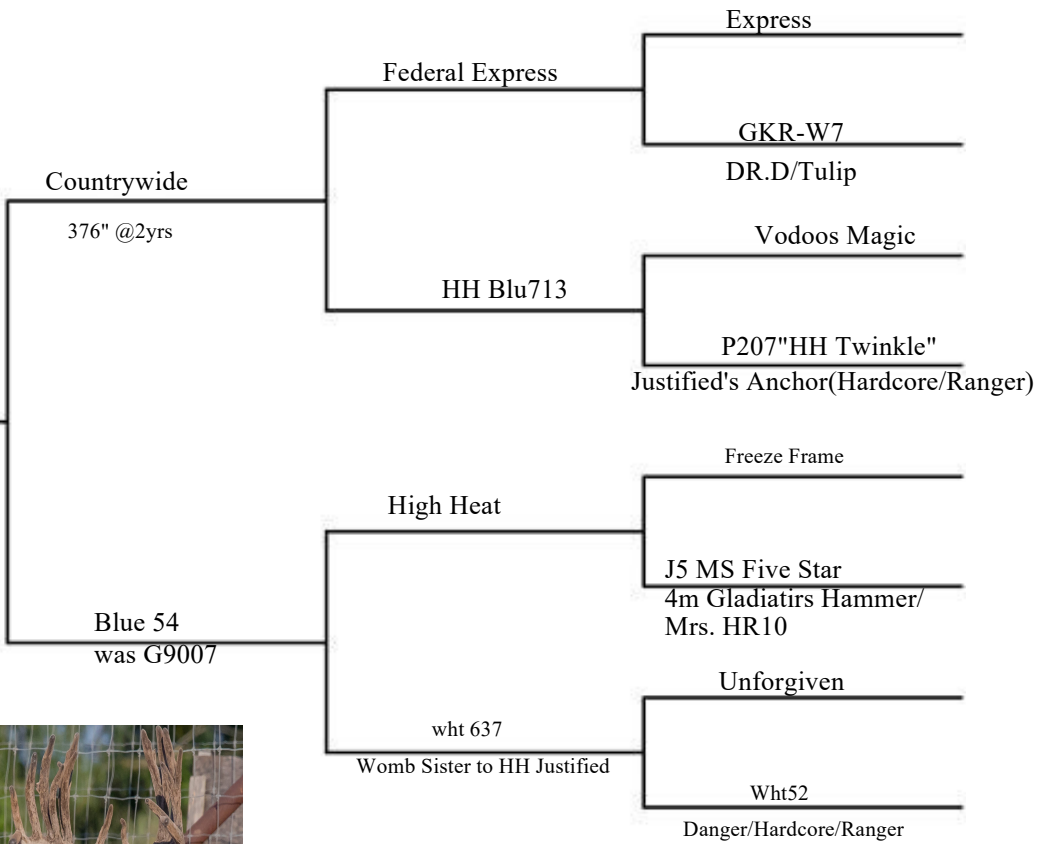 Express
Federal Express
GKR-W7
DR.D/Tulip
Countrywide
376" @2yrs
Vodoos Magic
HH Blu713
P207"HH Twinkle"
Justified's Anchor(Hardcore/Ranger)
Freeze Frame
High Heat
J5 MS Five Star
4m Gladiatirs Hammer/
Mrs. HR10
Blue 54
was G9007
Unforgiven
wht 637
Womb Sister to HH Justified
Wht52
Danger/Hardcore/Ranger